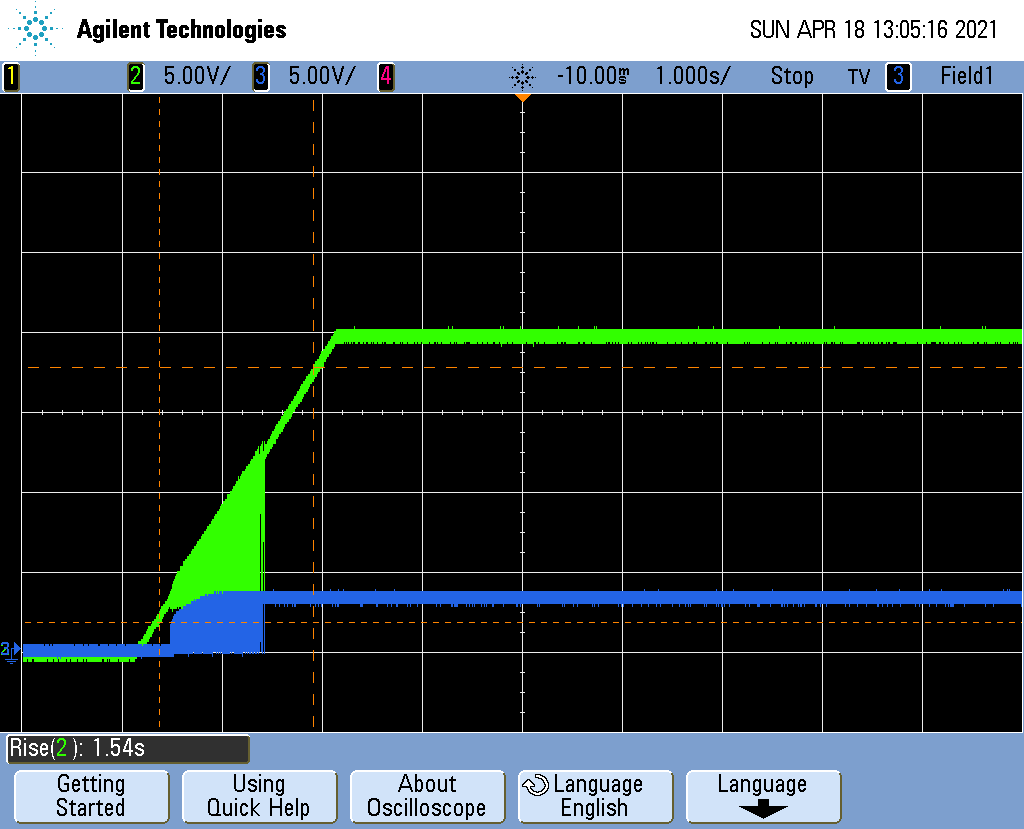 Agilent Technologies
SUN APR 18 13:05:16 2021
1 2 5.00V/ 3 5.00V/ 4 -10.00ms 1.000s/ Stop TV 3 Field1
2
Rise(2): 1.54s
Getting Started
Using Quick Help
About Oscilloscope
Language English
Language